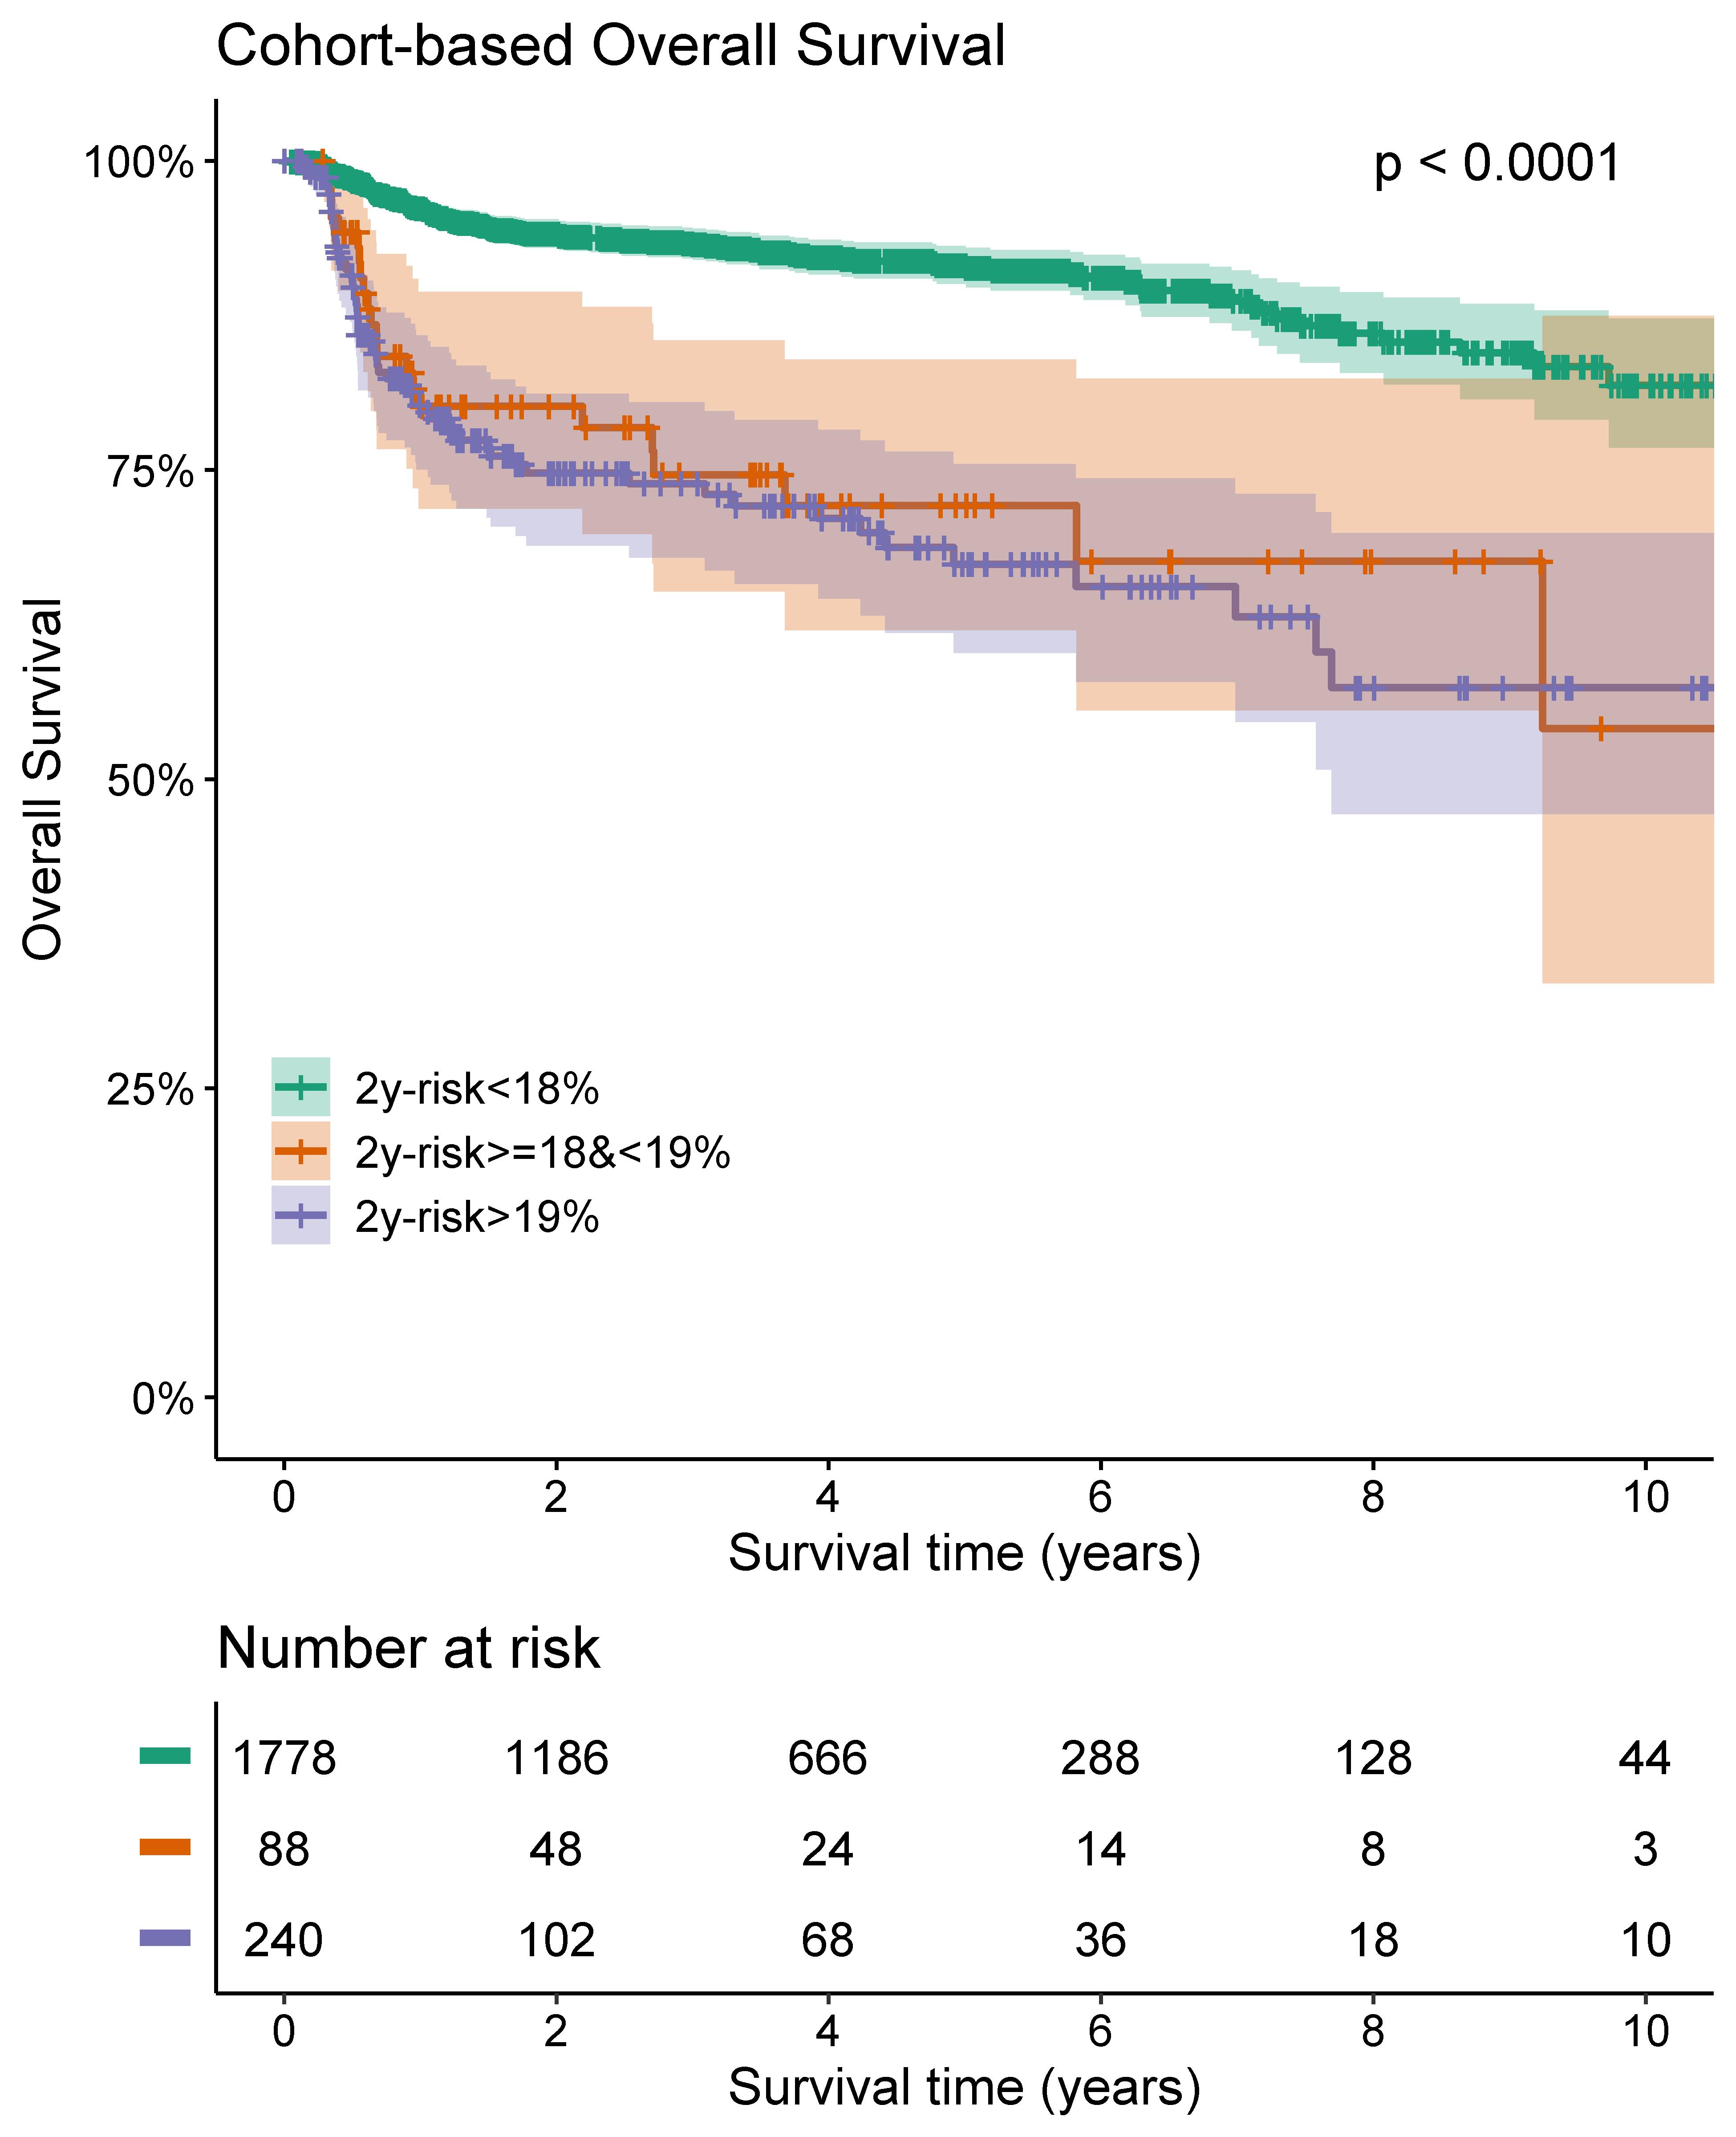 Cohort-based Overall Survival
100%
p < 0.0001
75%
50%
Overall Survival
25%
0%
2y-risk<18%
2y-risk>=18&<19%
2y-risk>19%
0 2 4 6 8 10
Survival time (years)
Number at risk
1778 1186 666 288 128 44
88 48 24 14 8 3
240 102 68 36 18 10
0 2 4 6 8 10
Survival time (years)